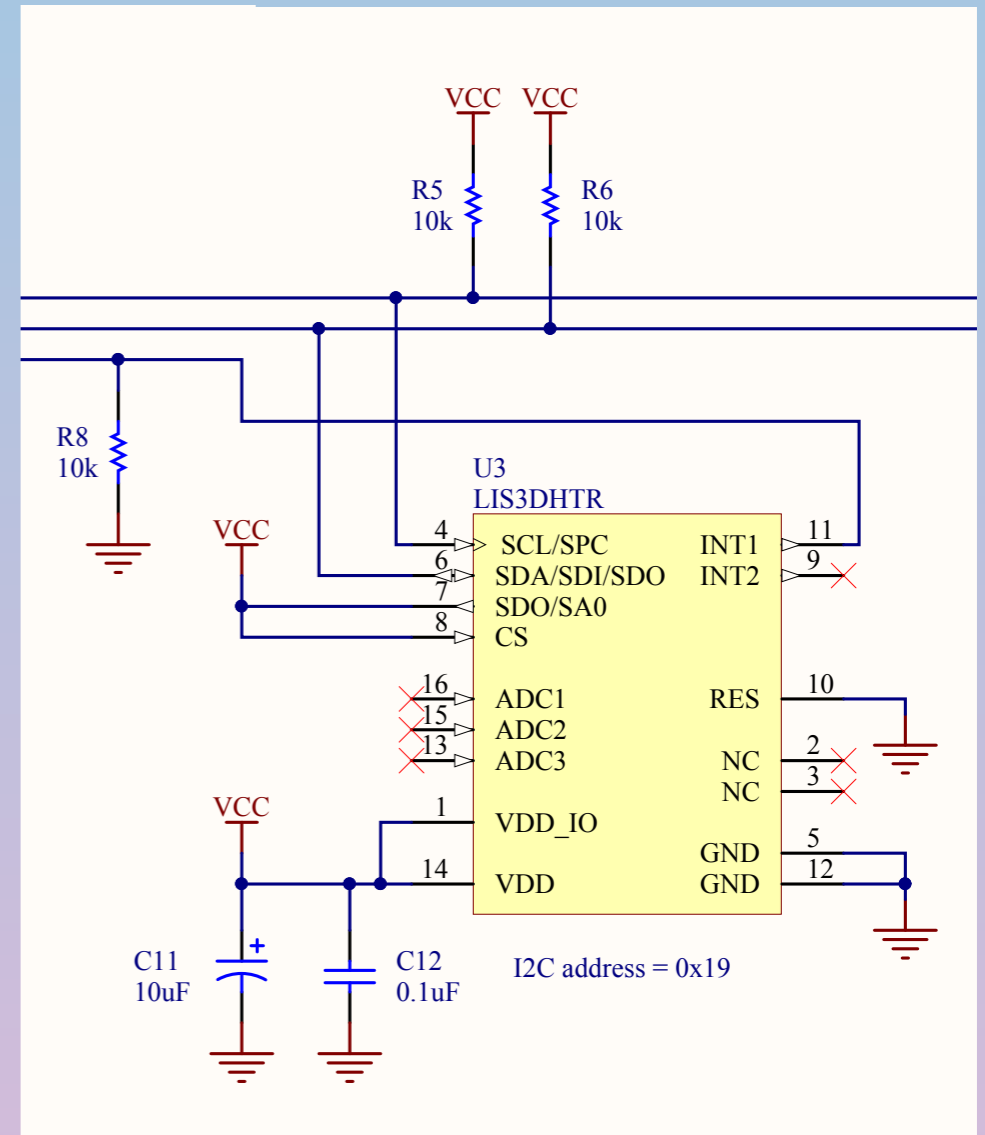 VCC VCC
R5
10k
R6
10k
R8
10k
U3
LIS3DHTR
VCC
4 SCL/SPC INT1 11
6 SDA/SDI/SDO INT2 9
7 SDO/SA0
8 CS
16 ADC1 RES 10
15 ADC2
13 ADC3 NC 2
NC 3
VCC
1 VDD_IO
GND 5
14 VDD GND 12
+
C11
10uF
C12
0.1uF
I2C address = 0x19